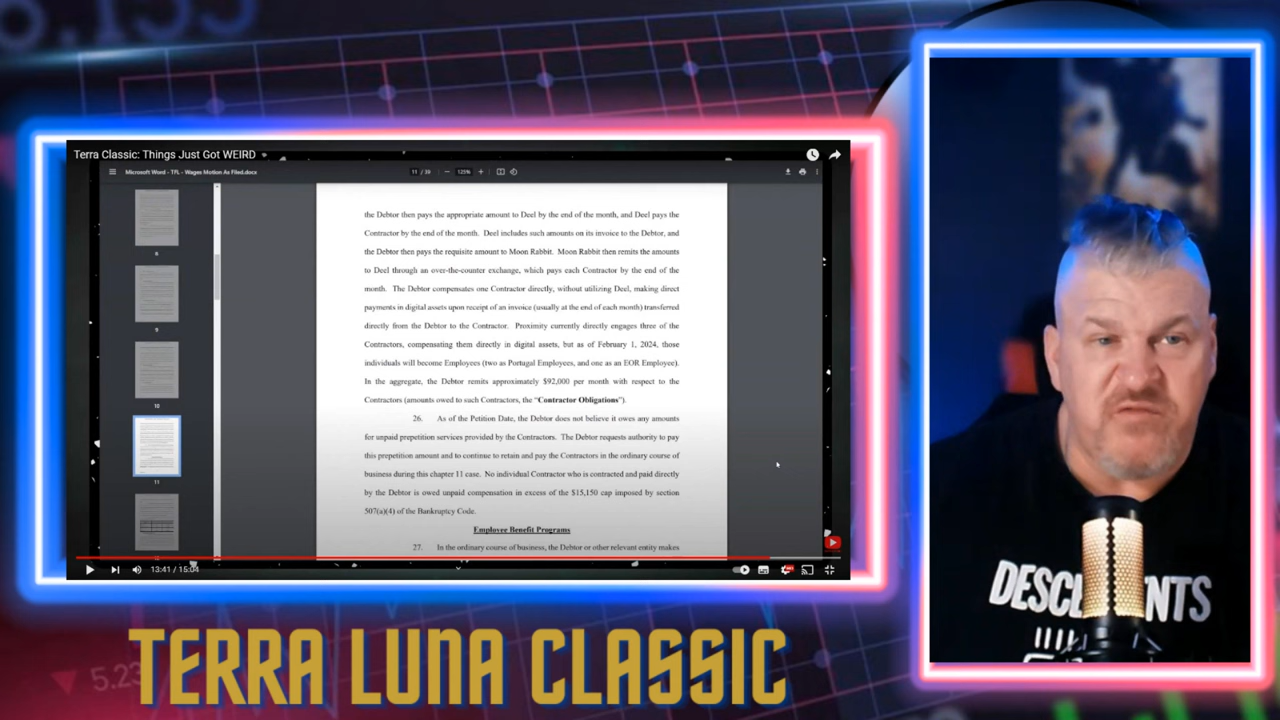 6.153
Terra Classic: Things Just Got WEIRD
Microsoft Word - TFL - Wages Motion As Filed.docx
11 / 39
125%
the Debtor then pays the appropriate amount to Deel by the end of the month, and Deel pays the
Contractor by the end of the month. Deel includes such amounts on its invoice to the Debtor, and
the Debtor then pays the requisite amount to Moon Rabbit. Moon Rabbit then remits the amounts
to Deel through an over-the-counter exchange, which pays each Contractor by the end of the
month. The Debtor compensates one Contractor directly, without utilizing Deel, making direct
payments in digital assets upon receipt of an invoice (usually at the end of each month) transferred
directly from the Debtor to the Contractor. Proximity currently directly engages three of the
Contractors, compensating them directly in digital assets, but as of February 1, 2024, those
individuals will become Employees (two as Portugal Employees, and one as an EOR Employee).
In the aggregate, the Debtor remits approximately $92,000 per month with respect to the
Contractors (amounts owed to such Contractors, the “Contractor Obligations”).
26. As of the Petition Date, the Debtor does not believe it owes any amounts
for unpaid prepetition services provided by the Contractors. The Debtor requests authority to pay
this prepetition amount and to continue to retain and pay the Contractors in the ordinary course of
business during this chapter 11 case. No individual Contractor who is contracted and paid directly
by the Debtor is owed unpaid compensation in excess of the $15,150 cap imposed by section
507(a)(4) of the Bankruptcy Code.
Employee Benefit Programs
27. In the ordinary course of business, the Debtor or other relevant entity makes
8
9
10
11
13:41 / 15:04
TERRA LUNA CLASSIC
5.23